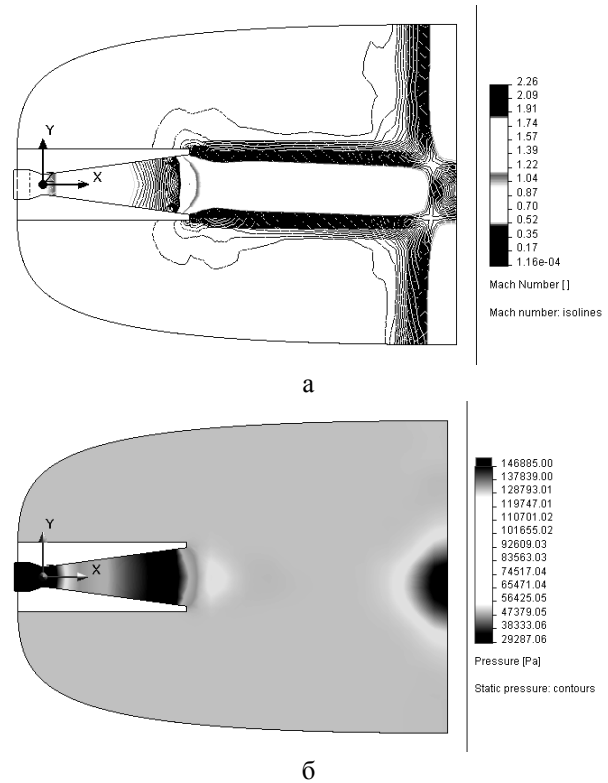 Y
Z
X
2.26
2.09
1.91
1.74
1.57
1.39
1.22
1.04
0.87
0.70
0.52
0.35
0.17
1.16e-04
Mach Number []
Mach number: isolines
а
Y
X
146885.00
137839.00
128793.01
119747.01
110701.02
101655.02
92609.03
83563.03
74517.04
65471.04
56425.05
47379.05
38333.06
29287.06
Pressure [Pa]
Static pressure: contours
б